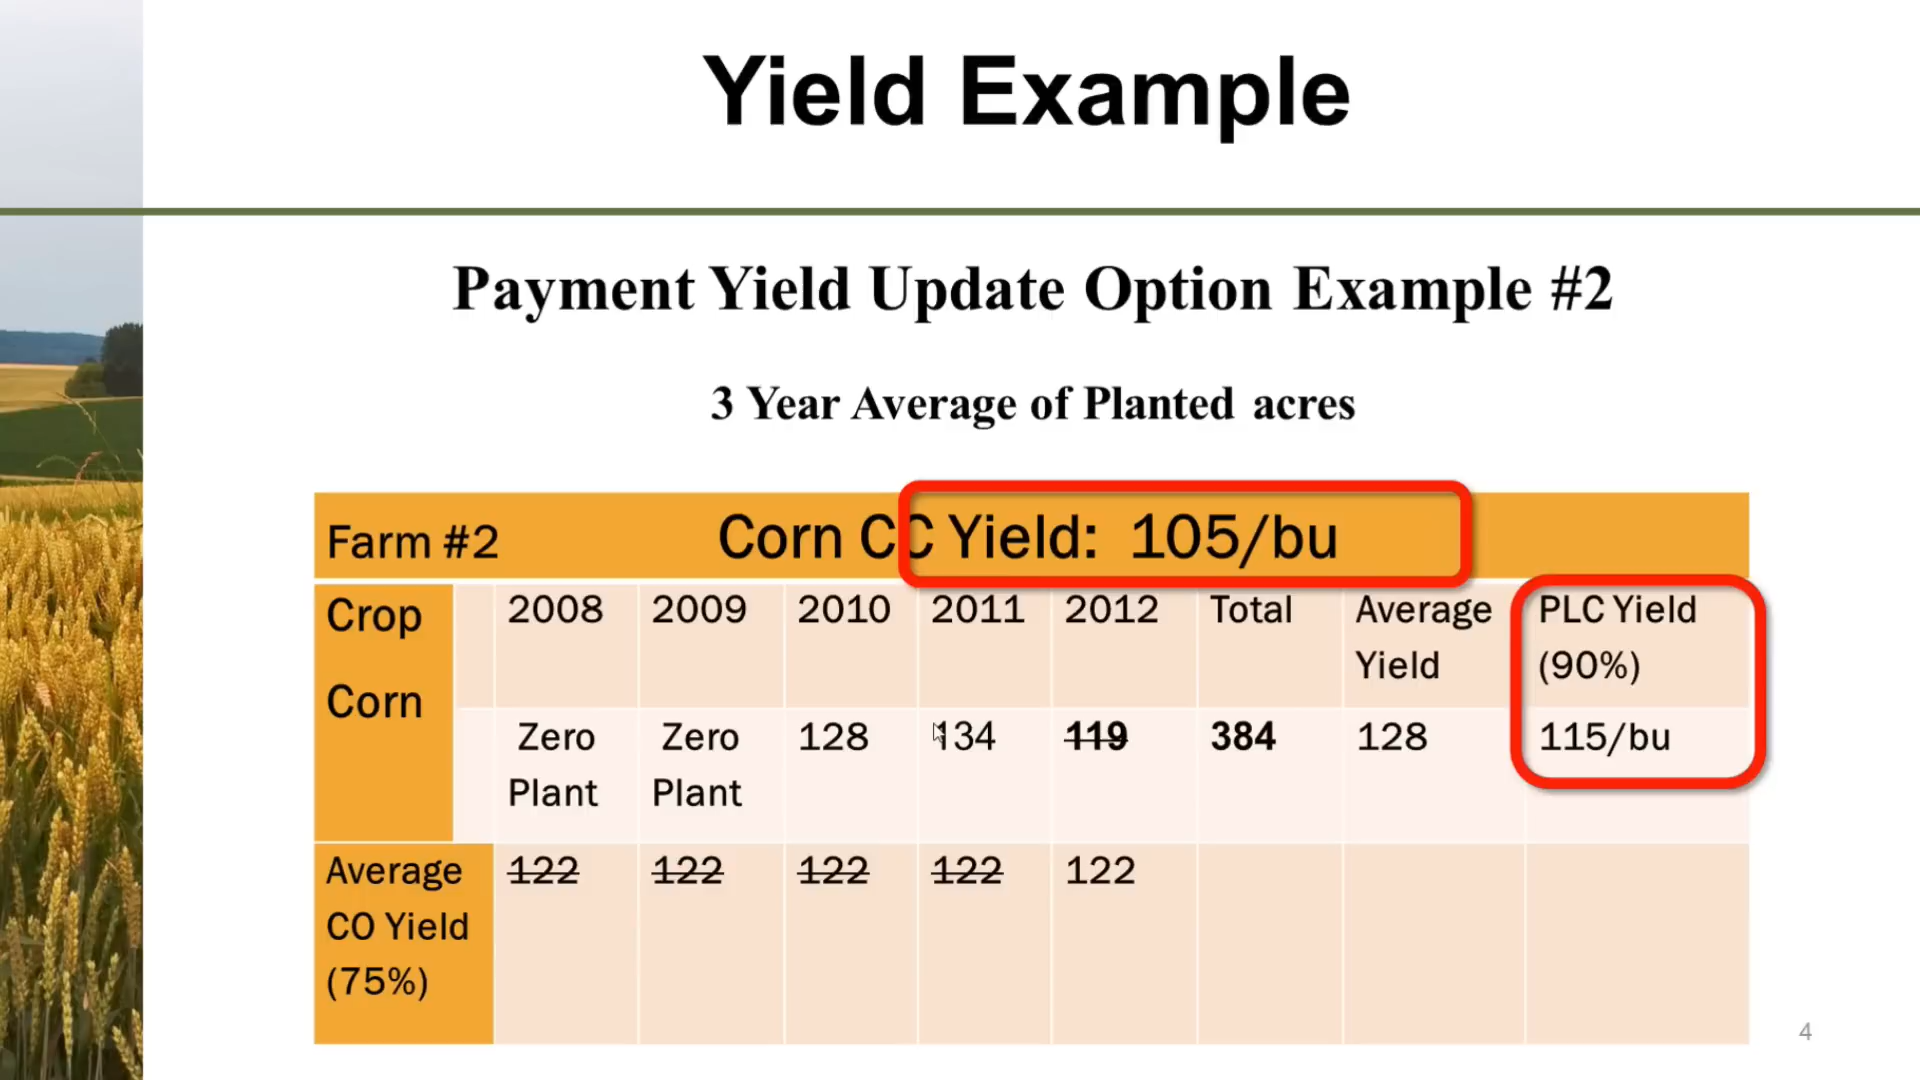 Yield Example
Payment Yield Update Option Example #2
3 Year Average of Planted acres
Farm #2 Corn CC Yield: 105/bu
Crop 2008 2009 2010 2011 2012 Total Average Yield PLC Yield (90%)
Corn Zero Plant Zero Plant 128 134 119 384 128 115/bu
Average CO Yield (75%) 122 122 122 122 122
4